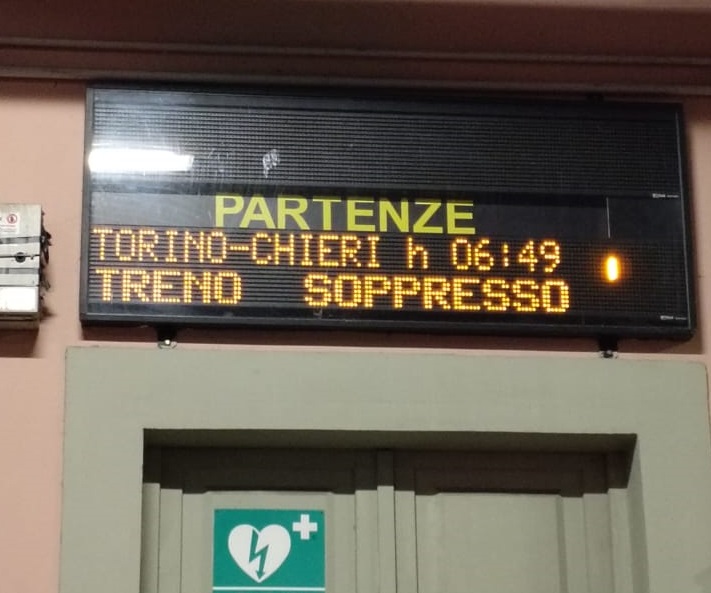 PARTENZE
TORINO-CHIERI h 06:49
TRENO SOPPRESSO